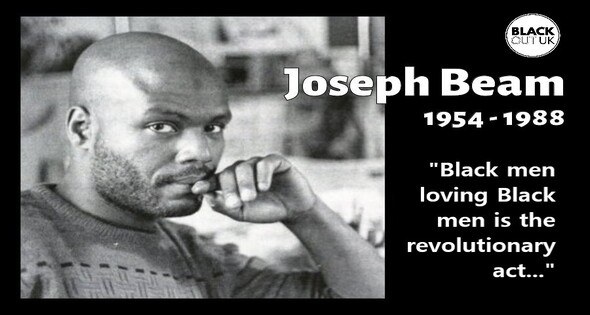 BLACK
OUT UK
Joseph Beam
1954 - 1988
"Black men
loving Black
men is the
revolutionary
act..."